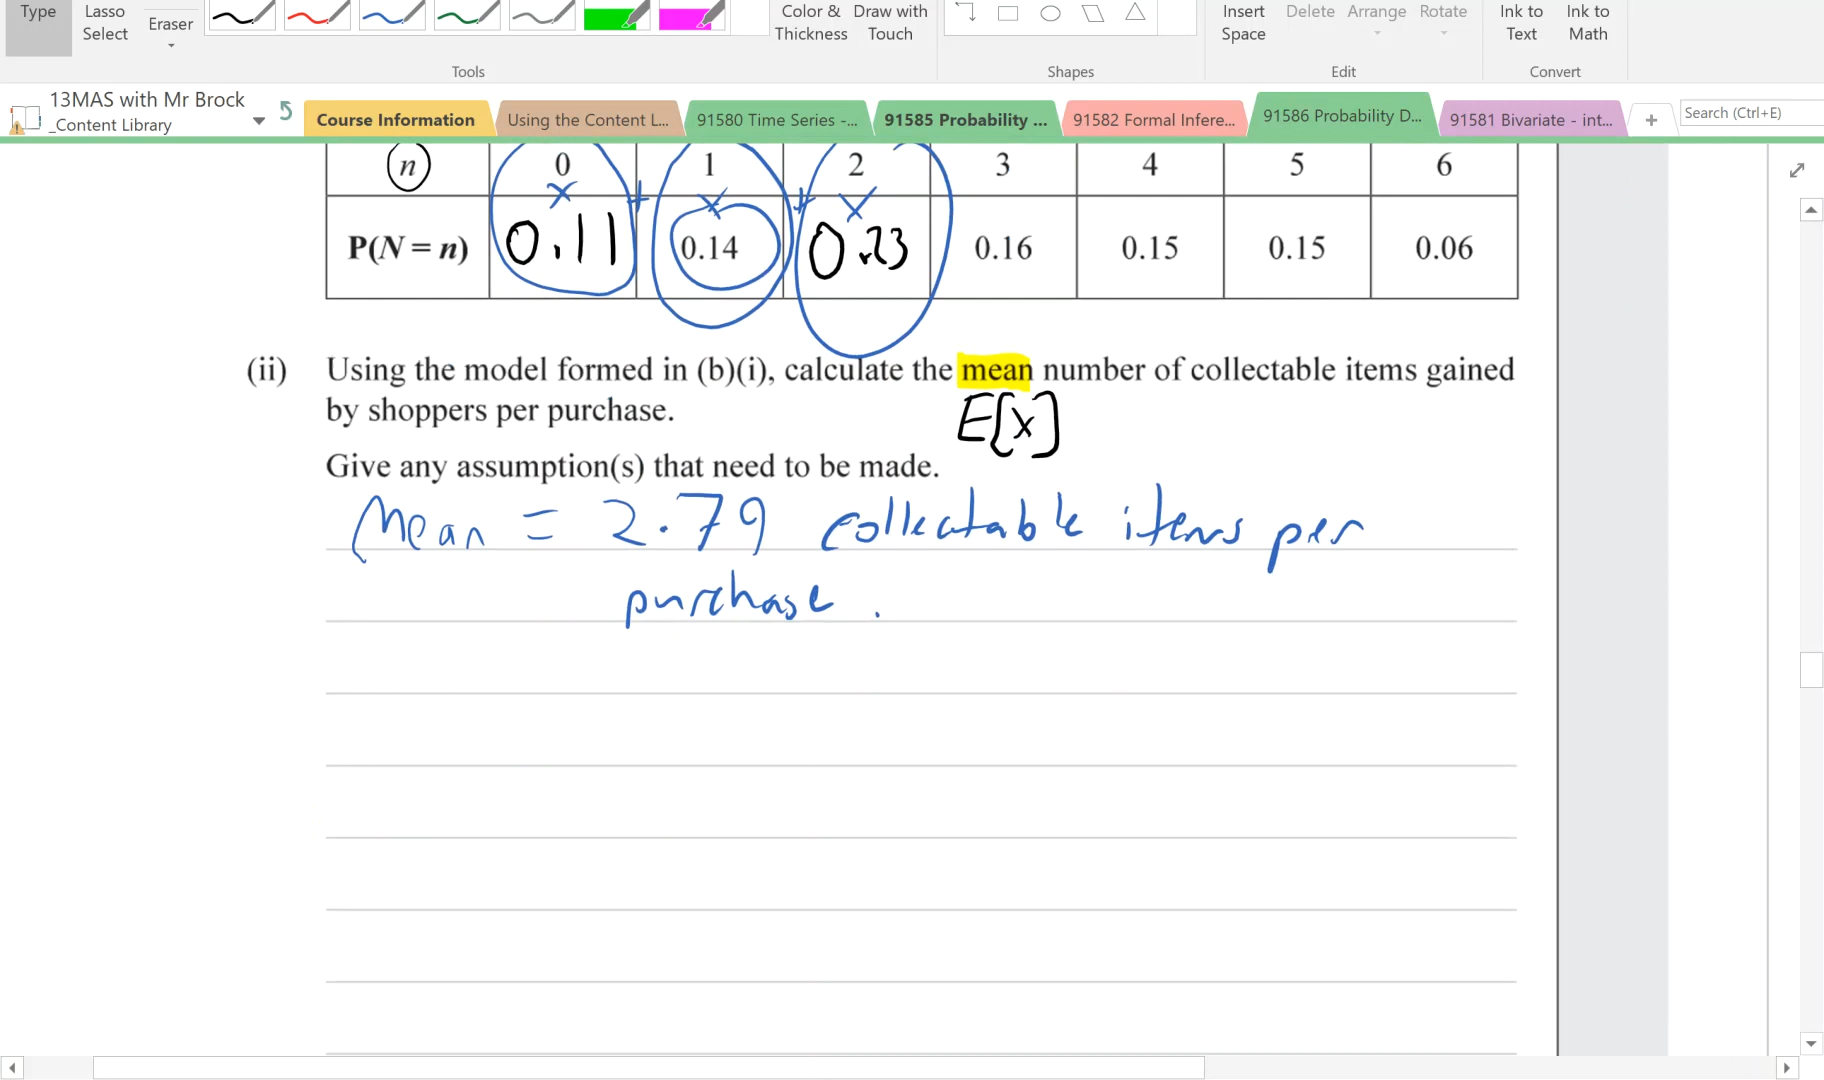 Type
Lasso
Select
Eraser
Color &
Thickness
Draw with
Touch
Insert
Space
Delete
Arrange
Rotate
Ink to
Text
Ink to
Math
Tools
Shapes
Edit
Convert
13MAS with Mr Brock
_Content Library
Course Information
Using the Content L...
91580 Time Series -...
91585 Probability ...
91582 Formal Infere...
91586 Probability D...
91581 Bivariate - int...
+
Search (Ctrl+E)
n 0 1 2 3 4 5 6
x + x + x
P(N = n) 0.11 0.14 0.23 0.16 0.15 0.15 0.06
(ii) Using the model formed in (b)(i), calculate the mean number of collectable items gained
by shoppers per purchase.
E[x]
Give any assumption(s) that need to be made.
Mean = 2.79 collectable items per
purchase.